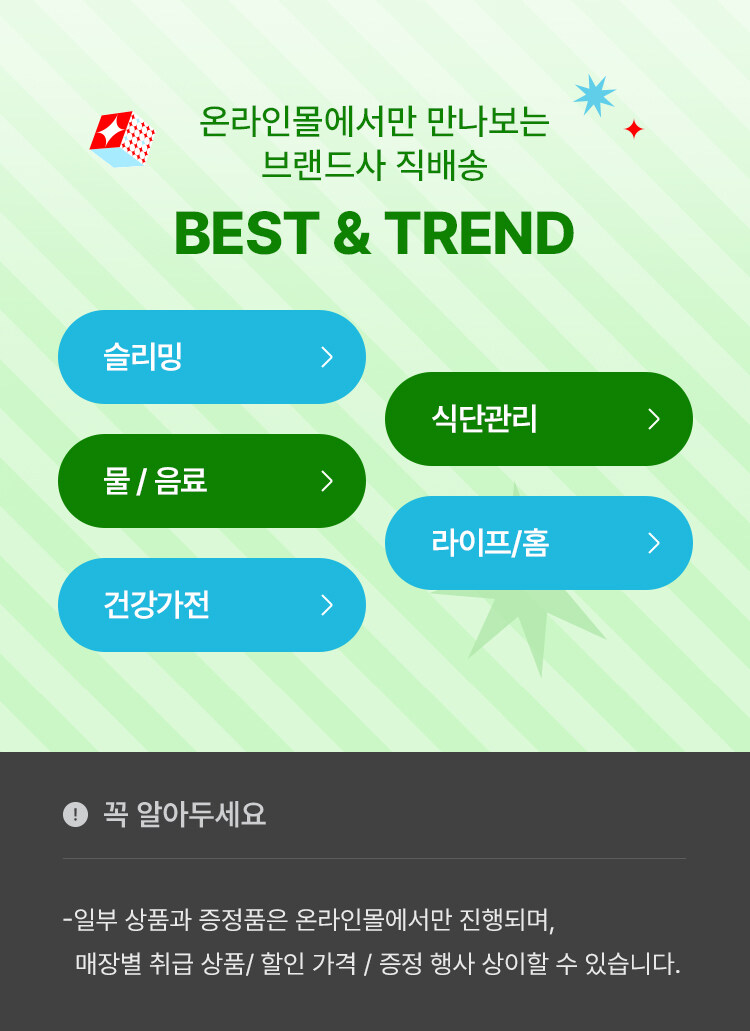 온라인몰에서만 만나보는
브랜드사 직배송
BEST & TREND
슬리밍
식단관리
물 / 음료
라이프/홈
건강가전
꼭 알아두세요
-일부 상품과 증정품은 온라인몰에서만 진행되며,
매장별 취급 상품/ 할인 가격 / 증정 행사 상이할 수 있습니다.